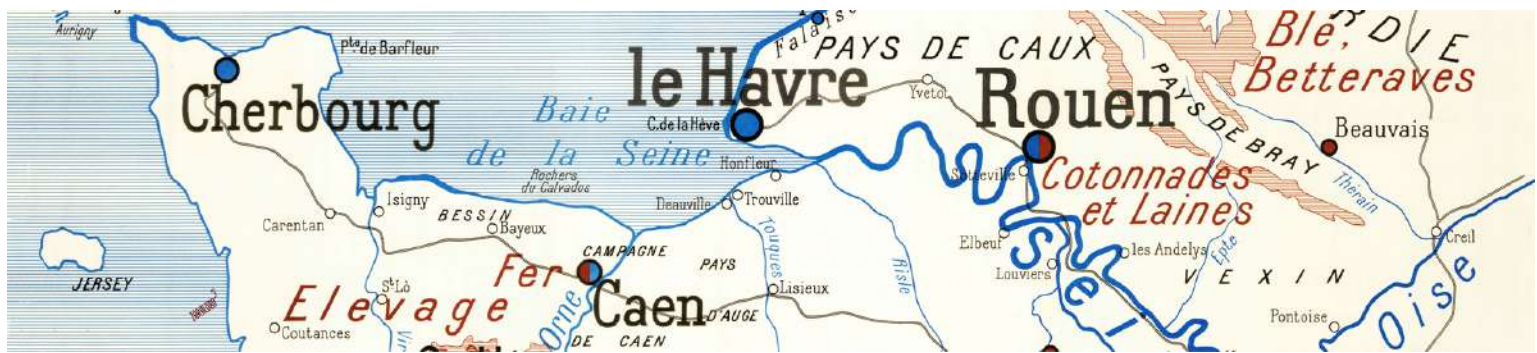 Aurigny
Pte de Barfleur
Cherbourg
Falaise
PAYS DE CAUX
RDIE
Blé,
Betteraves
le Havre
C. de la Hève
Yvetot
Rouen
PAYS DE BRAY
Beauvais
Baie
de la Seine
Rochers
du Calvados
Honfleur
Sotteville
Cotonnades
et Laines
Thérain
Isigny
Carentan
BESSIN
Bayeux
Deauville
Trouville
Touques
Risle
Elbeuf
Louviers
les Andelys
Epte
VEXIN
Creil
Oise
Pontoise
JERSEY
Fer
CAMPAGNE
DE CAEN
Caen
PAYS
D'AUGE
Lisieux
Elevage
St Lô
Coutances
Orne